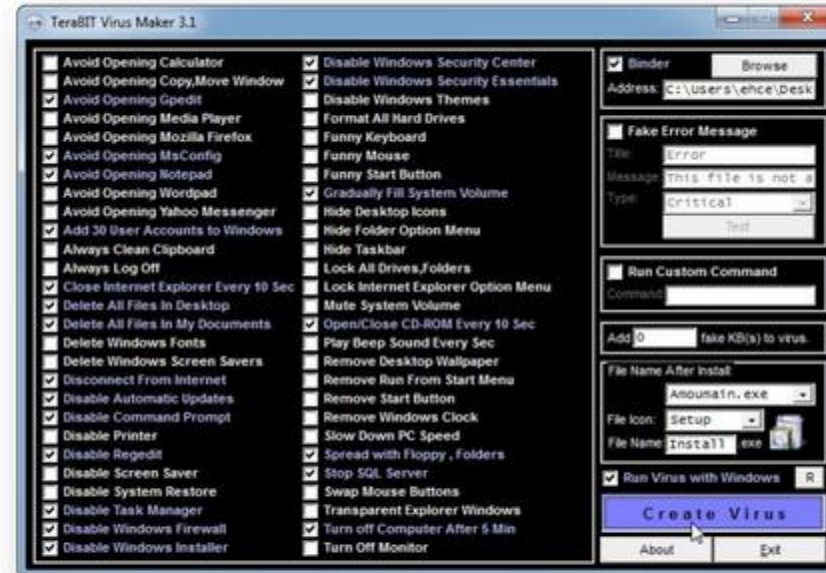 TeraBIT Virus Maker 3.1
Avoid Opening Calculator
Avoid Opening Copy,Move Window
Avoid Opening Gpedit
Avoid Opening Media Player
Avoid Opening Mozilla Firefox
Avoid Opening MsConfig
Avoid Opening Notepad
Avoid Opening Wordpad
Avoid Opening Yahoo Messenger
Add 30 User Accounts to Windows
Always Clean Clipboard
Always Log Off
Close Internet Explorer Every 10 Sec
Delete All Files In Desktop
Delete All Files In My Documents
Delete Windows Fonts
Delete Windows Screen Savers
Disconnect From Internet
Disable Automatic Updates
Disable Command Prompt
Disable Printer
Disable Regedit
Disable Screen Saver
Disable System Restore
Disable Task Manager
Disable Windows Firewall
Disable Windows Installer
Disable Windows Security Center
Disable Windows Security Essentials
Disable Windows Themes
Format All Hard Drives
Funny Keyboard
Funny Mouse
Funny Start Button
Gradually Fill System Volume
Hide Desktop Icons
Hide Folder Option Menu
Hide Taskbar
Lock All Drives,Folders
Lock Internet Explorer Option Menu
Mute System Volume
Open/Close CD-ROM Every 10 Sec
Play Beep Sound Every Sec
Remove Desktop Wallpaper
Remove Run From Start Menu
Remove Start Button
Remove Windows Clock
Slow Down PC Speed
Spread with Floppy , Folders
Stop SQL Server
Swap Mouse Buttons
Transparent Explorer Windows
Turn off Computer After 5 Min
Turn Off Monitor
Binder Browse
Address: C:\Users\ehce\Desk
Fake Error Message
Title: Error
Message: This file is not a
Type: Critical
Test
Run Custom Command
Command:
Add 0 fake KB(s) to virus.
File Name After Install:
Amoumain.exe
File Icon: Setup
File Name: Install .exe
Run Virus with Windows R
Create Virus
About Exit